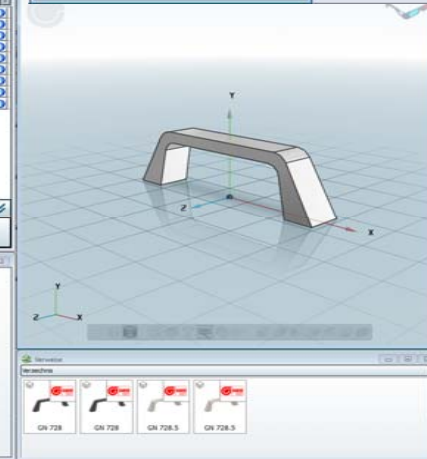 Y
Z
X
Y
Z
X
Verweise
Verzeichnis
GN 728
GN 728
GN 728.5
GN 728.5